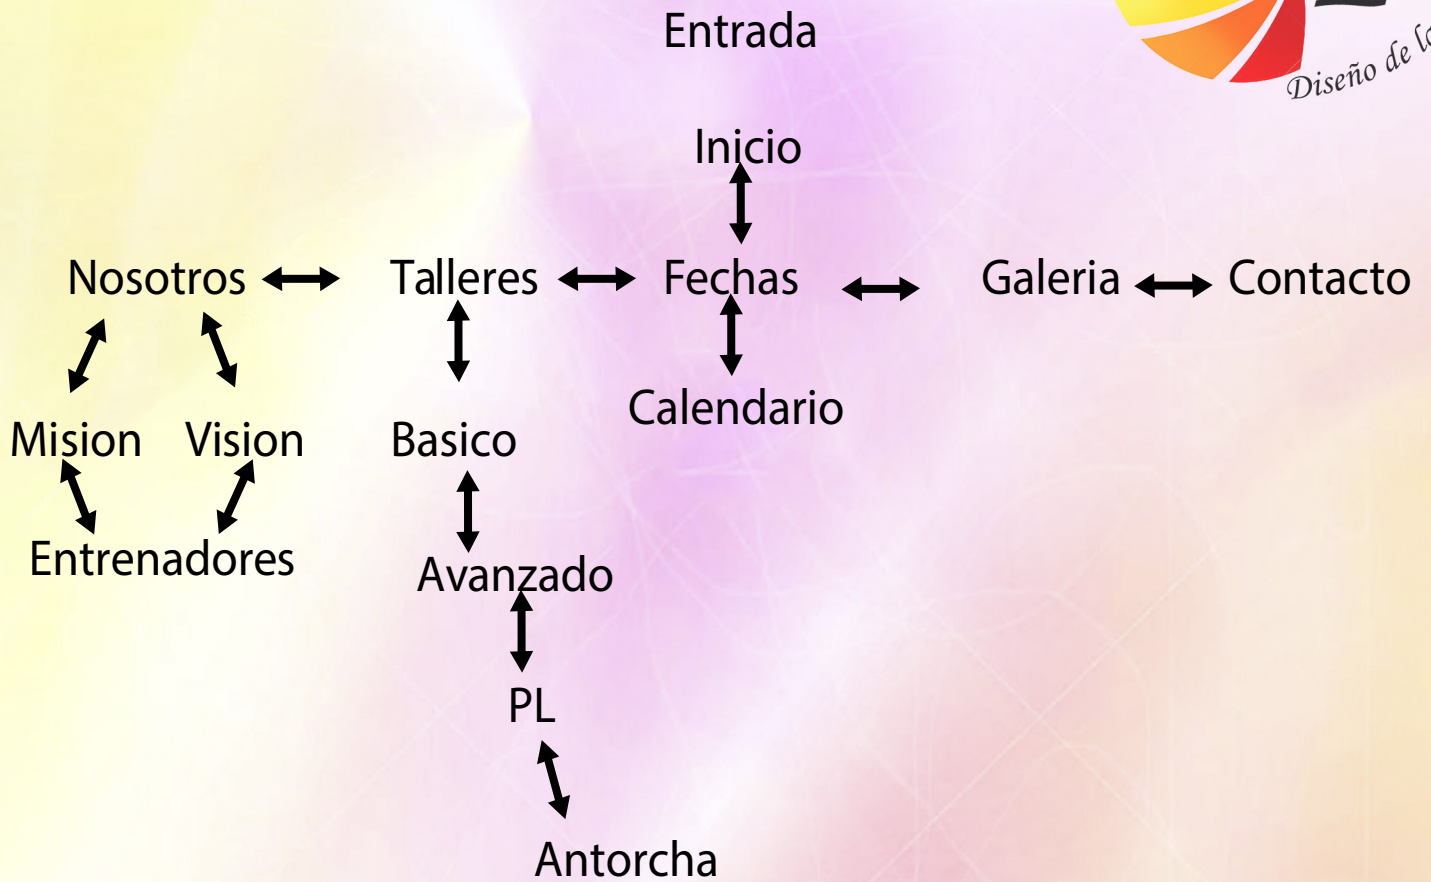 Entrada
Diseño de
Inicio
Nosotros Talleres Fechas Galeria Contacto
Calendario
Mision Vision Basico
Entrenadores
Avanzado
PL
Antorcha